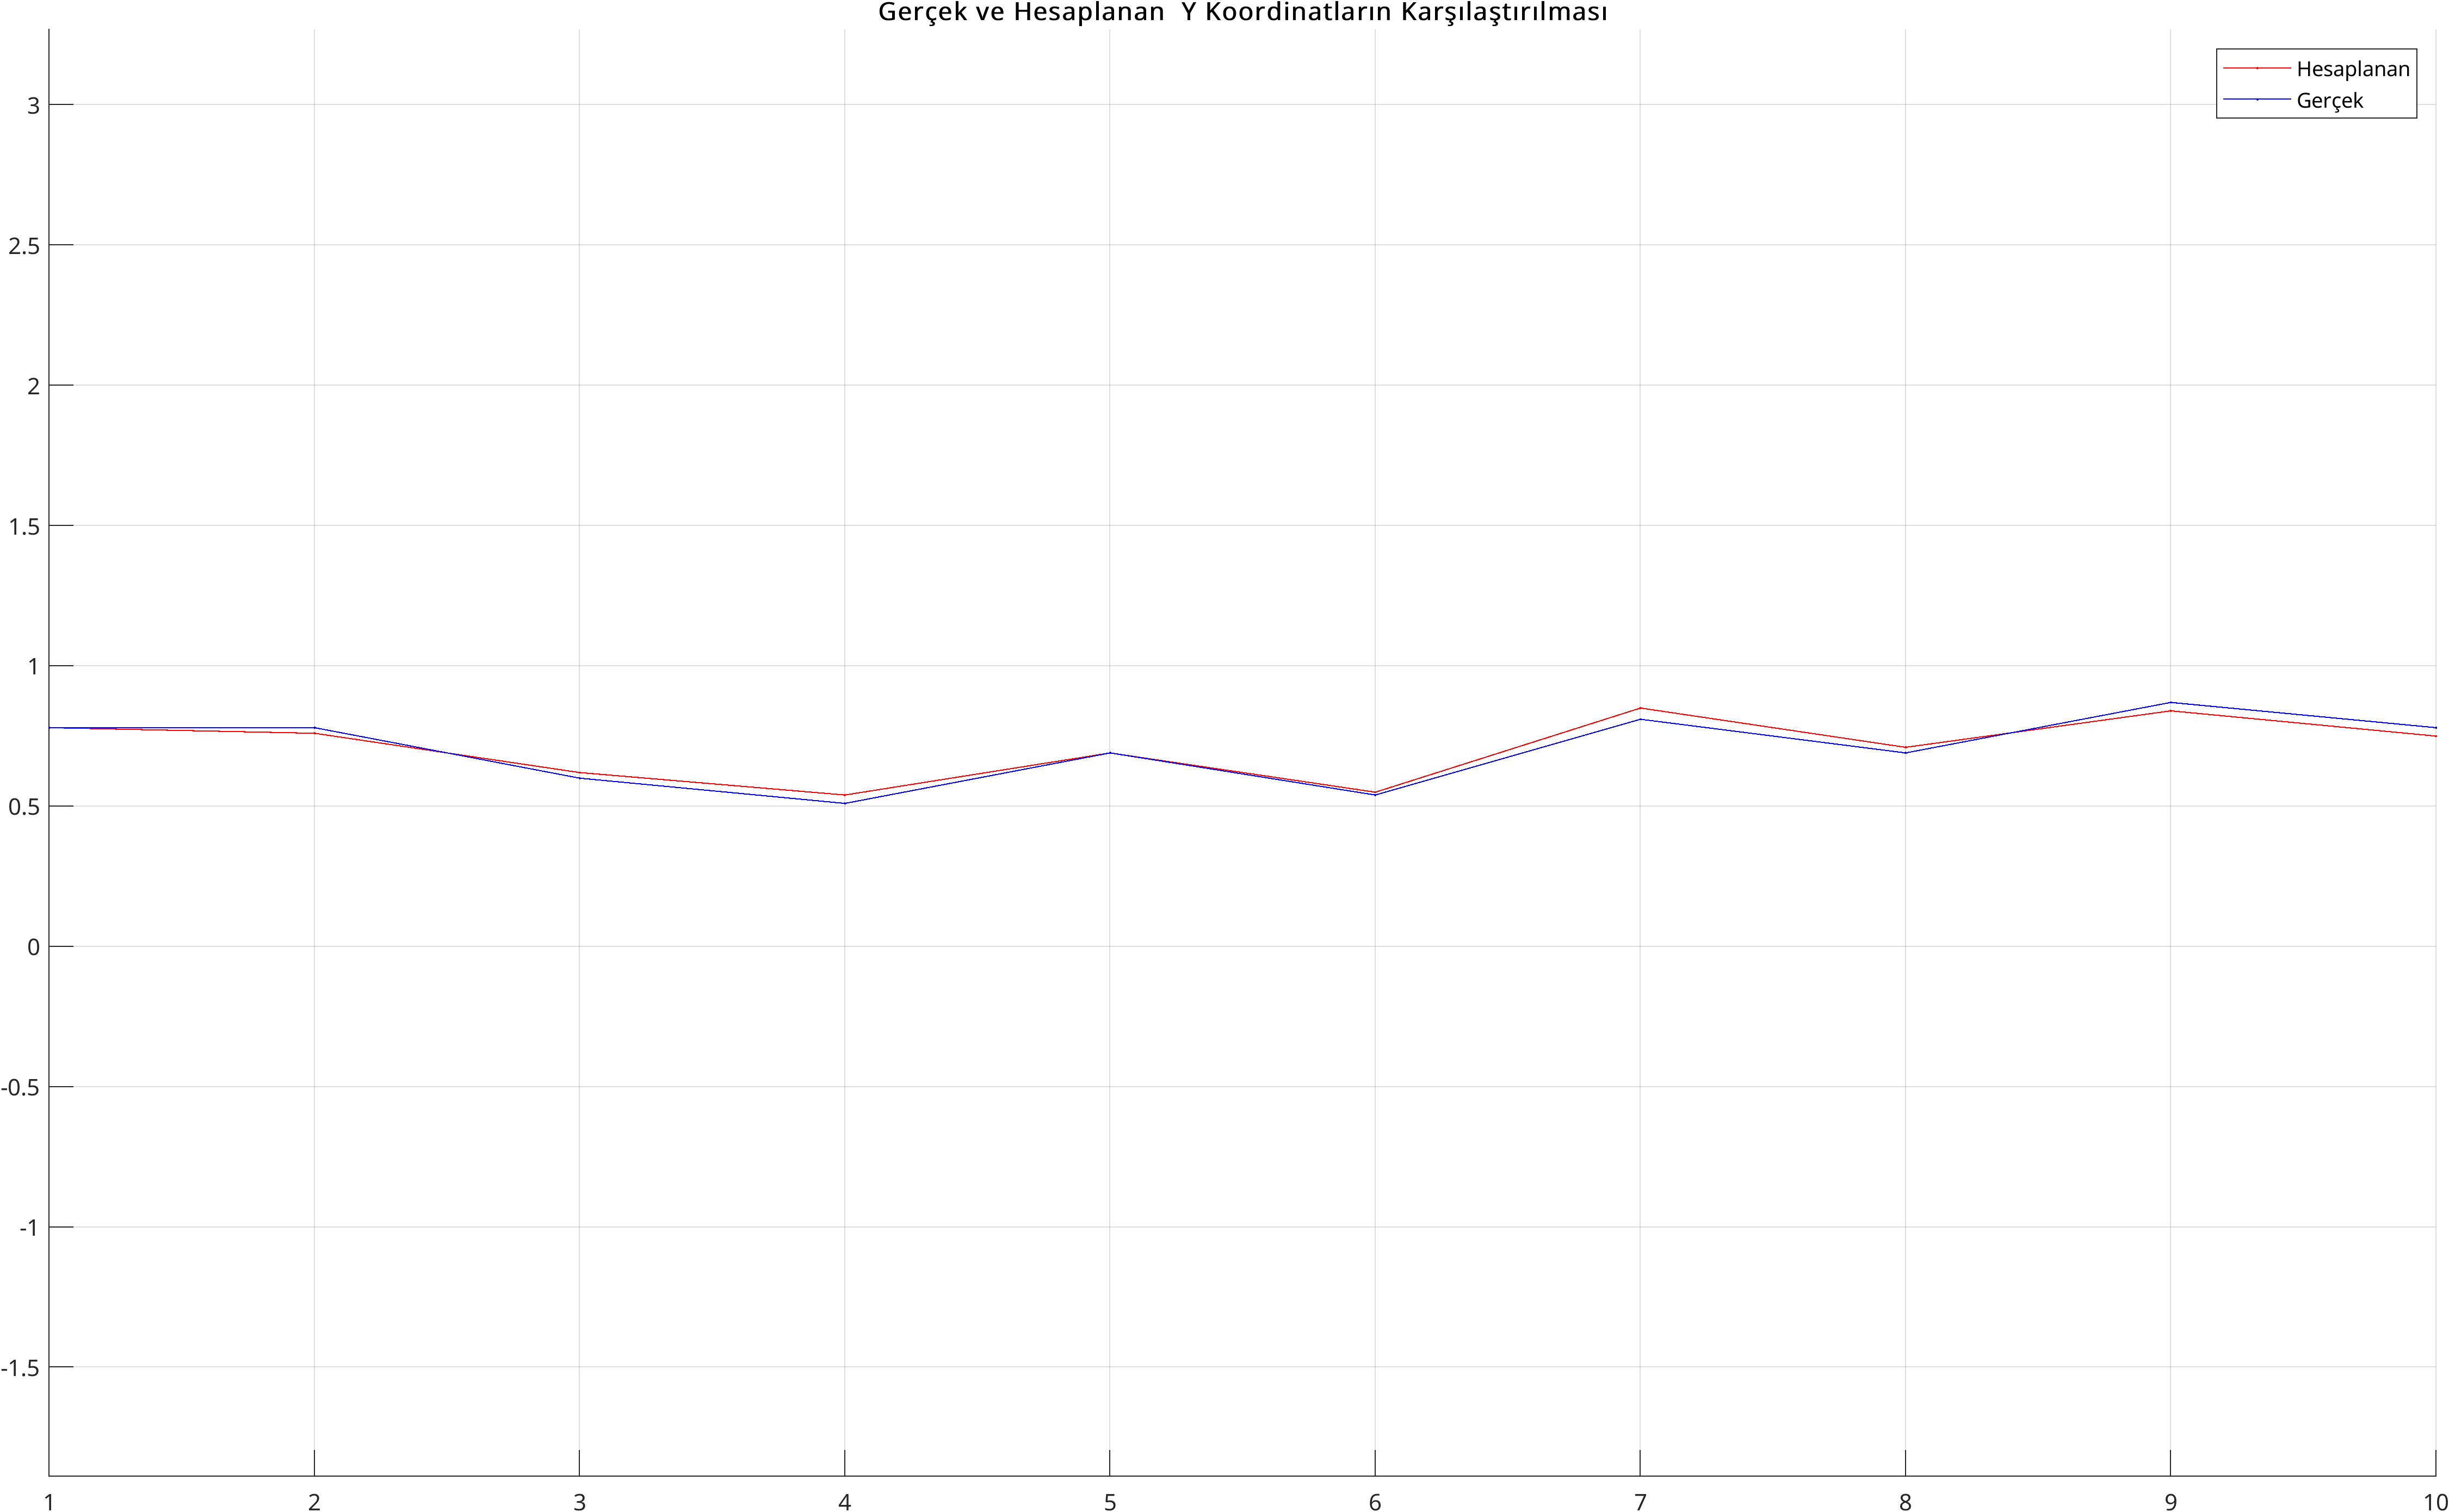 Gerçek ve Hesaplanan  Y Koordinatların Karşılaştırılması
Hesaplanan
Gerçek
3
2.5
2
1.5
1
0.5
0
-0.5
-1
-1.5
1 2 3 4 5 6 7 8 9 10